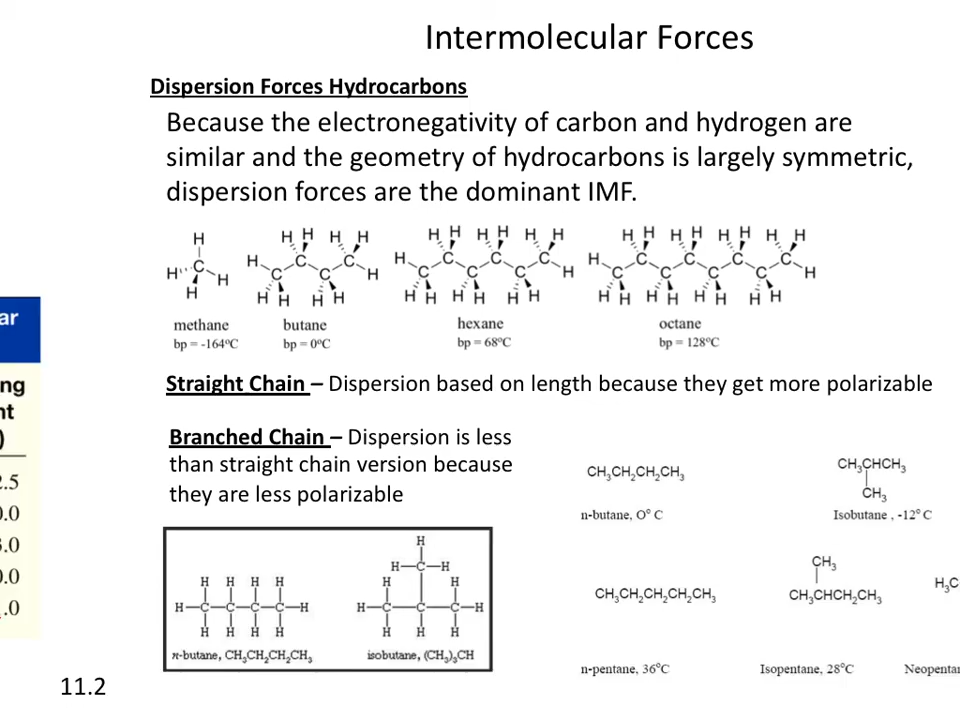 Intermolecular Forces
Dispersion Forces Hydrocarbons
Because the electronegativity of carbon and hydrogen are
similar and the geometry of hydrocarbons is largely symmetric,
dispersion forces are the dominant IMF.
H H H H H H H H H H H H H H H
H C H H C C C C H H C C C C C C H H C C C C C C C C H
H H H H H H H H H H H H H H H H H H H
methane butane hexane octane
bp = -164°C bp = 0°C bp = 68°C bp = 128°C
ar
ng
nt
)
2.5
0.0
3.0
0.0
1.0
Straight Chain – Dispersion based on length because they get more polarizable
Branched Chain – Dispersion is less
than straight chain version because
they are less polarizable
H
H—C—H
H H H H H H
H—C—C—C—C—H H—C—C—C—H
H H H H H H H
n-butane, CH₃CH₂CH₂CH₃ isobutane, (CH₃)₃CH
CH₃CH₂CH₂CH₃ CH₃CHCH₃
CH₃
n-butane, O° C Isobutane , -12° C
CH₃
CH₃CH₂CH₂CH₂CH₃ CH₃CHCH₂CH₃ H₃C
n-pentane, 36°C Isopentane, 28°C Neopenta
11.2